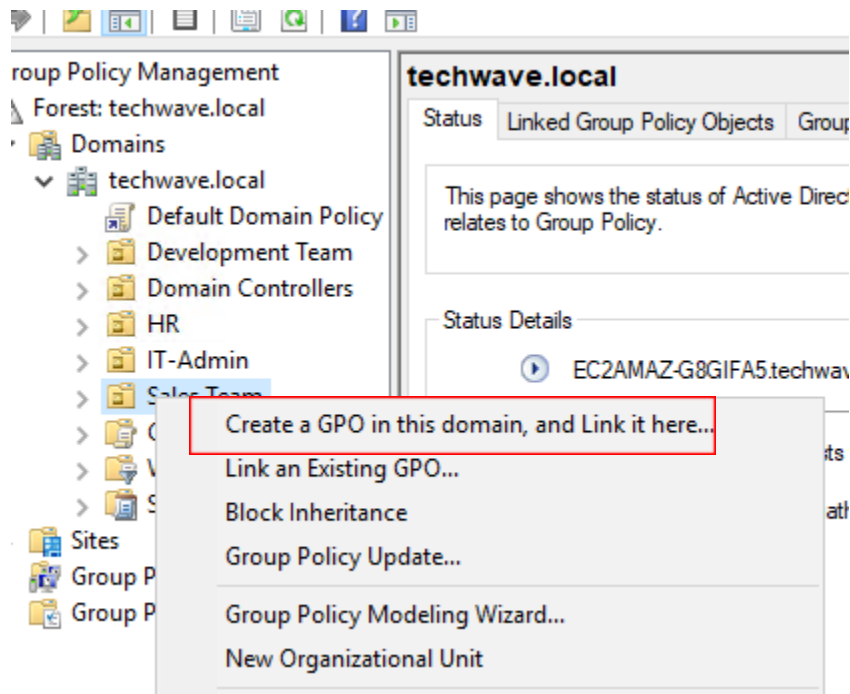 roup Policy Management
Forest: techwave.local
Domains
techwave.local
Default Domain Policy
Development Team
Domain Controllers
HR
IT-Admin
Sales Team
Sites
Group P
Group P
techwave.local
Status
Linked Group Policy Objects
Group
This page shows the status of Active Direct
relates to Group Policy.
Status Details
EC2AMAZ-G8GIFA5.techwav
Create a GPO in this domain, and Link it here...
Link an Existing GPO...
Block Inheritance
Group Policy Update...
Group Policy Modeling Wizard...
New Organizational Unit